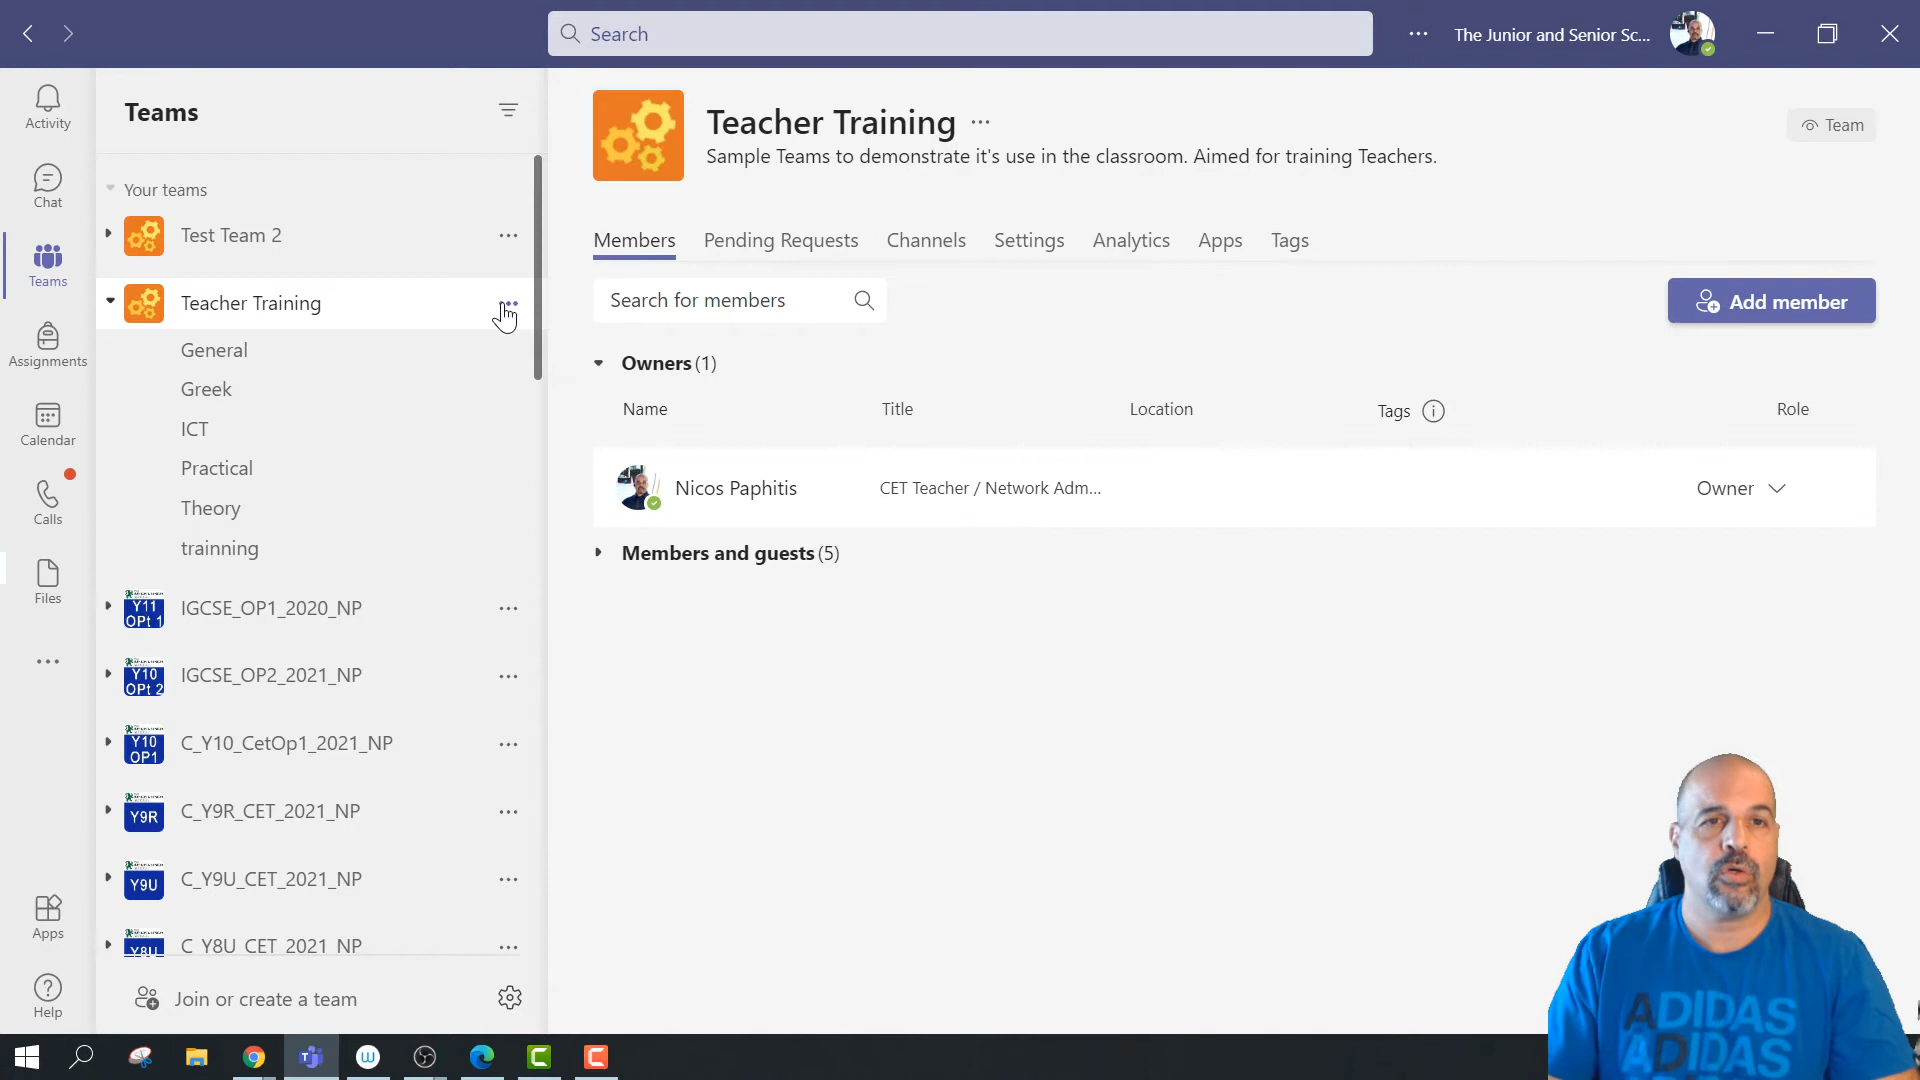 Search
The Junior and Senior Sc...
Activity
Chat
Teams
Assignments
Calendar
Calls
Files
Apps
Help
Teams
Your teams
Test Team 2
Teacher Training
General
Greek
ICT
Practical
Theory
trainning
Y11
OPt 1
IGCSE_OP1_2020_NP
Y10
OPt 2
IGCSE_OP2_2021_NP
Y10
OP1
C_Y10_CetOp1_2021_NP
Y9R
C_Y9R_CET_2021_NP
Y9U
C_Y9U_CET_2021_NP
Y8U
C_Y8U_CET_2021_NP
Join or create a team
Teacher Training
Team
Sample Teams to demonstrate it's use in the classroom. Aimed for training Teachers.
Members Pending Requests Channels Settings Analytics Apps Tags
Search for members
Add member
Owners (1)
Name Title Location Tags Role
Nicos Paphitis CET Teacher / Network Adm... Owner
Members and guests (5)
ADIDAS
ADIDAS